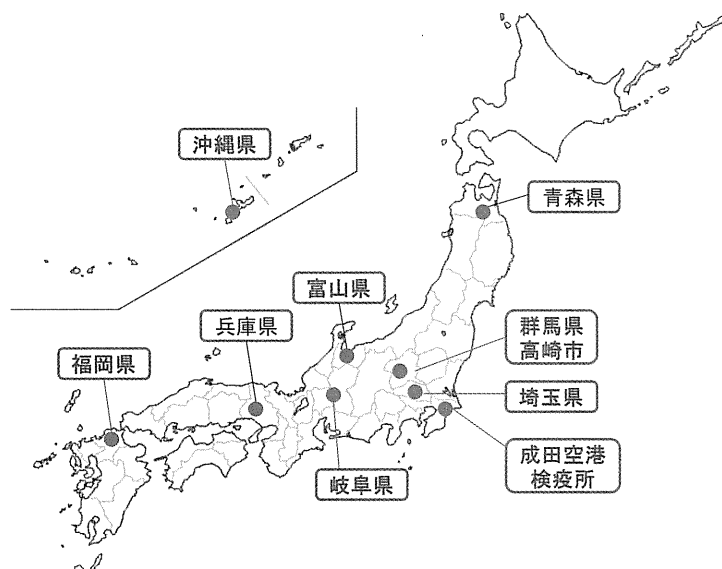 沖縄県
青森県
富山県
兵庫県
群馬県
高崎市
福岡県
埼玉県
岐阜県
成田空港
検疫所